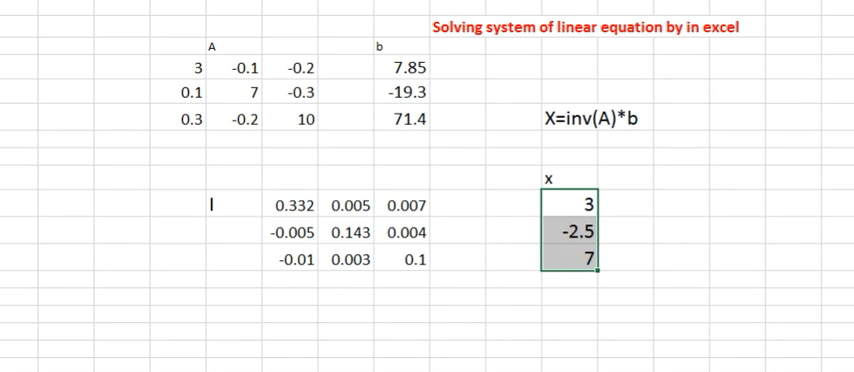 Solving system of linear equation by in excel
A b
3 -0.1 -0.2 7.85
0.1 7 -0.3 -19.3
0.3 -0.2 10 71.4
X=inv(A)*b
x
I 0.332 0.005 0.007 3
-0.005 0.143 0.004 -2.5
-0.01 0.003 0.1 7